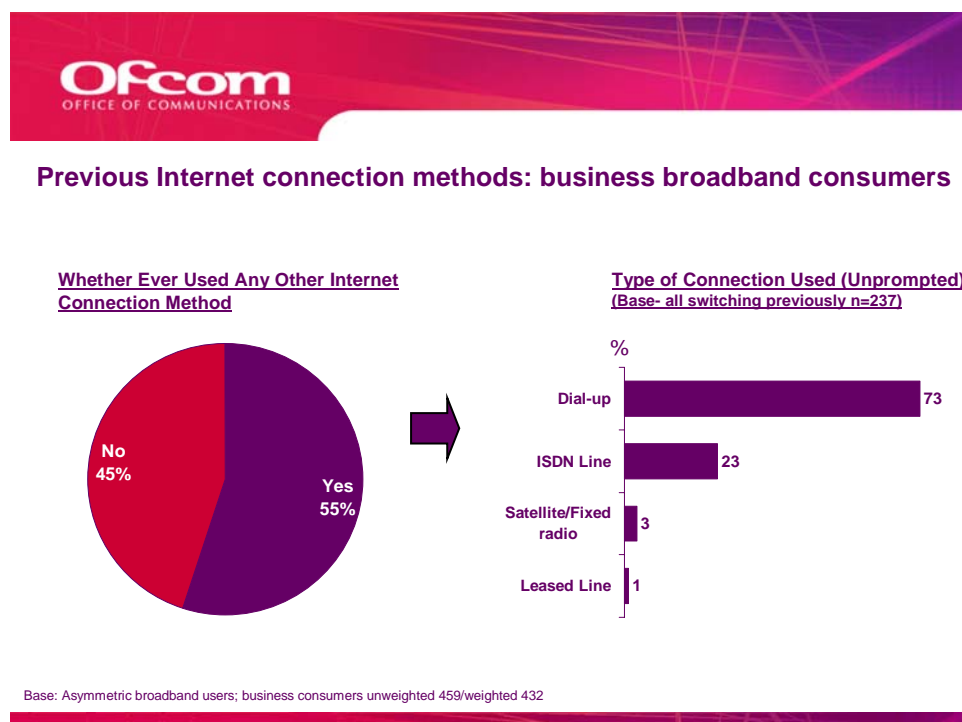 Ofcom
OFFICE OF COMMUNICATIONS
Previous Internet connection methods: business broadband consumers
Whether Ever Used Any Other Internet
Connection Method
No
45%
Yes
55%
Type of Connection Used (Unprompted)
(Base- all switching previously n=237)
%
Dial-up
73
ISDN Line
23
Satellite/Fixed
radio
3
Leased Line
1
Base: Asymmetric broadband users; business consumers unweighted 459/weighted 432